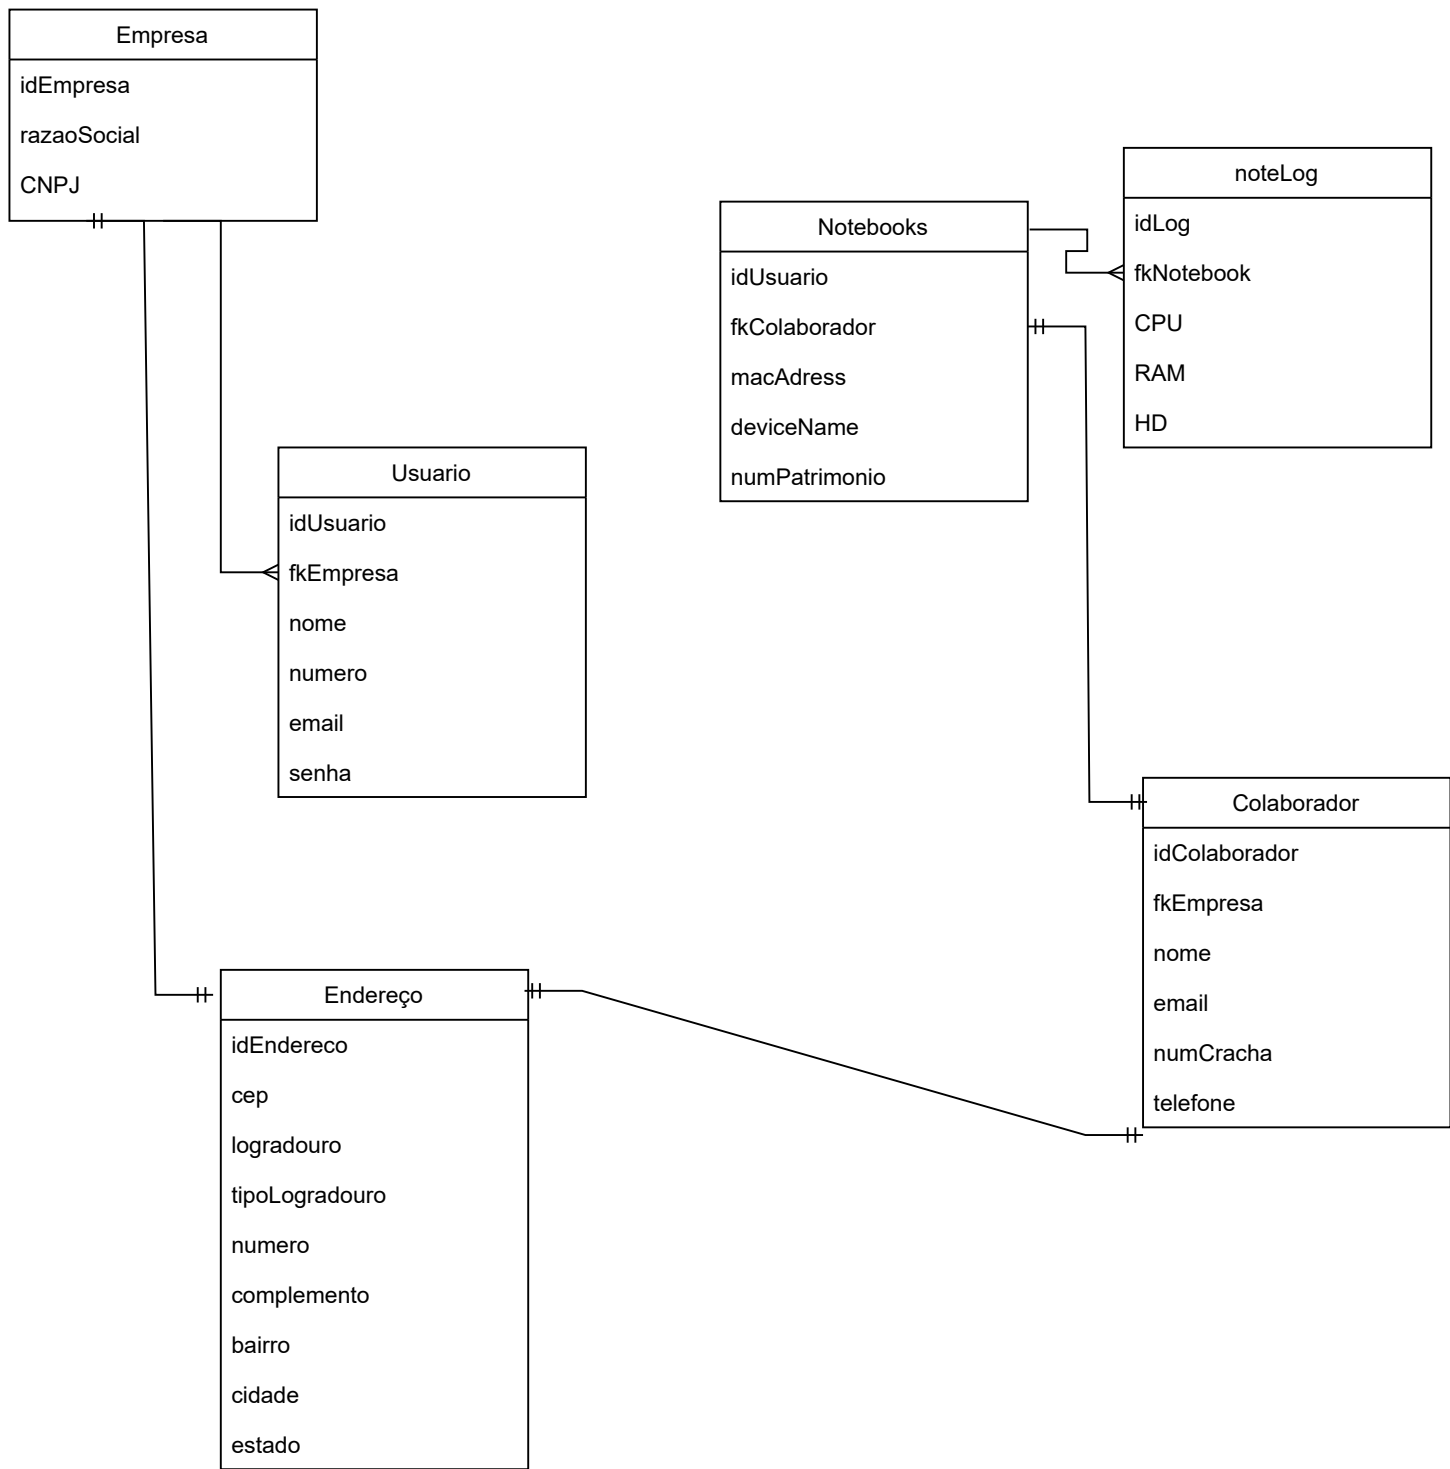 Empresa
idEmpresa
razaoSocial
CNPJ
noteLog
idLog
fkNotebook
CPU
RAM
HD
Notebooks
idUsuario
fkColaborador
macAdress
deviceName
numPatrimonio
Usuario
idUsuario
fkEmpresa
nome
numero
email
senha
Colaborador
idColaborador
fkEmpresa
nome
email
numCracha
telefone
Endereço
idEndereco
cep
logradouro
tipoLogradouro
numero
complemento
bairro
cidade
estado